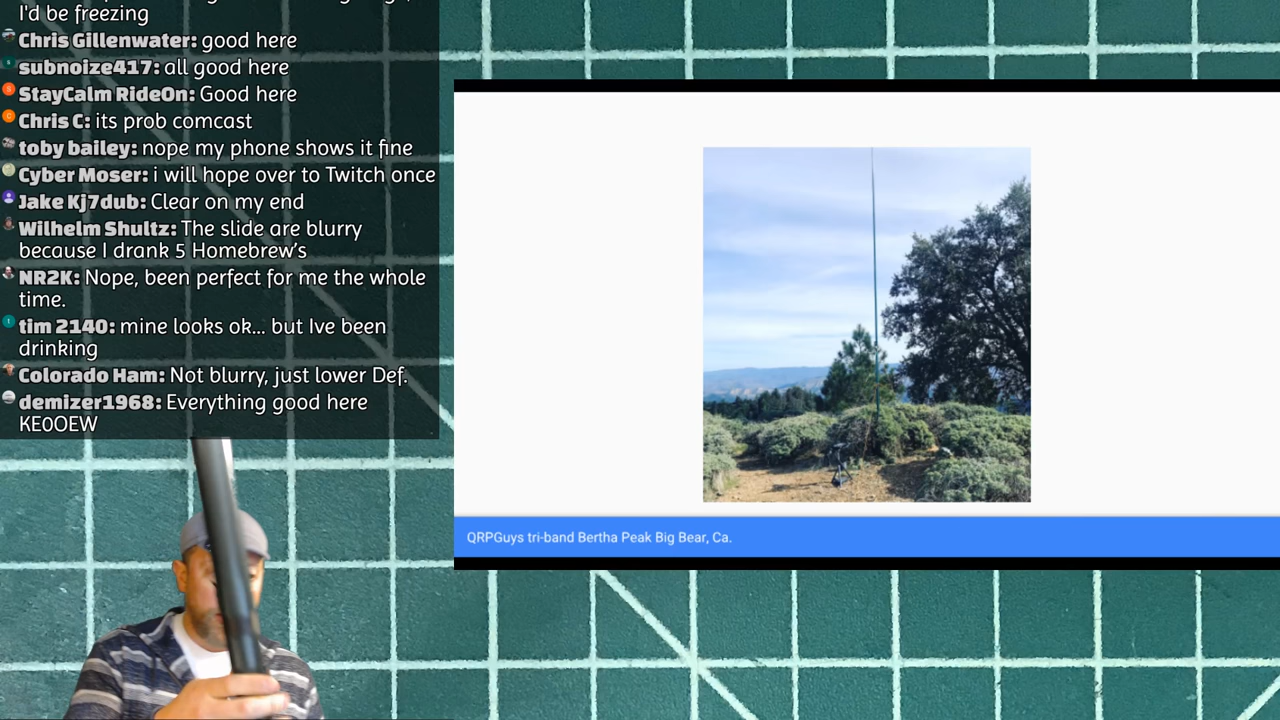 I'd be freezing
Chris Gillenwater: good here
subnoize417: all good here
StayCalm RideOn: Good here
Chris C: its prob comcast
toby bailey: nope my phone shows it fine
Cyber Moser: i will hope over to Twitch once
Jake Kj7dub: Clear on my end
Wilhelm Shultz: The slide are blurry
because I drank 5 Homebrew's
NR2K: Nope, been perfect for me the whole
time.
tim 2140: mine looks ok... but Ive been
drinking
Colorado Ham: Not blurry, just lower Def.
demizer1968: Everything good here
KE0OEW
QRPGuys tri-band Bertha Peak Big Bear, Ca.